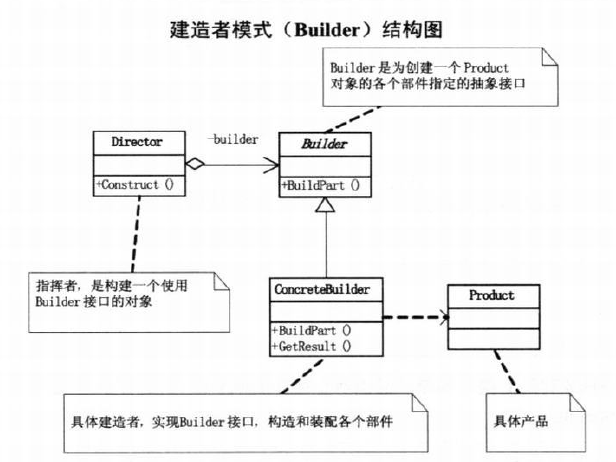 建造者模式（Builder）结构图
Builder是为创建一个Product
对象的各个部件指定的抽象接口
Director
-builder
Builder
+Construct()
+BuildPart()
指挥者，是构建一个使用
Builder接口的对象
ConcreteBuilder
Product
+BuildPart()
+GetResult()
具体建造者，实现Builder接口，构造和装配各个部件
具体产品